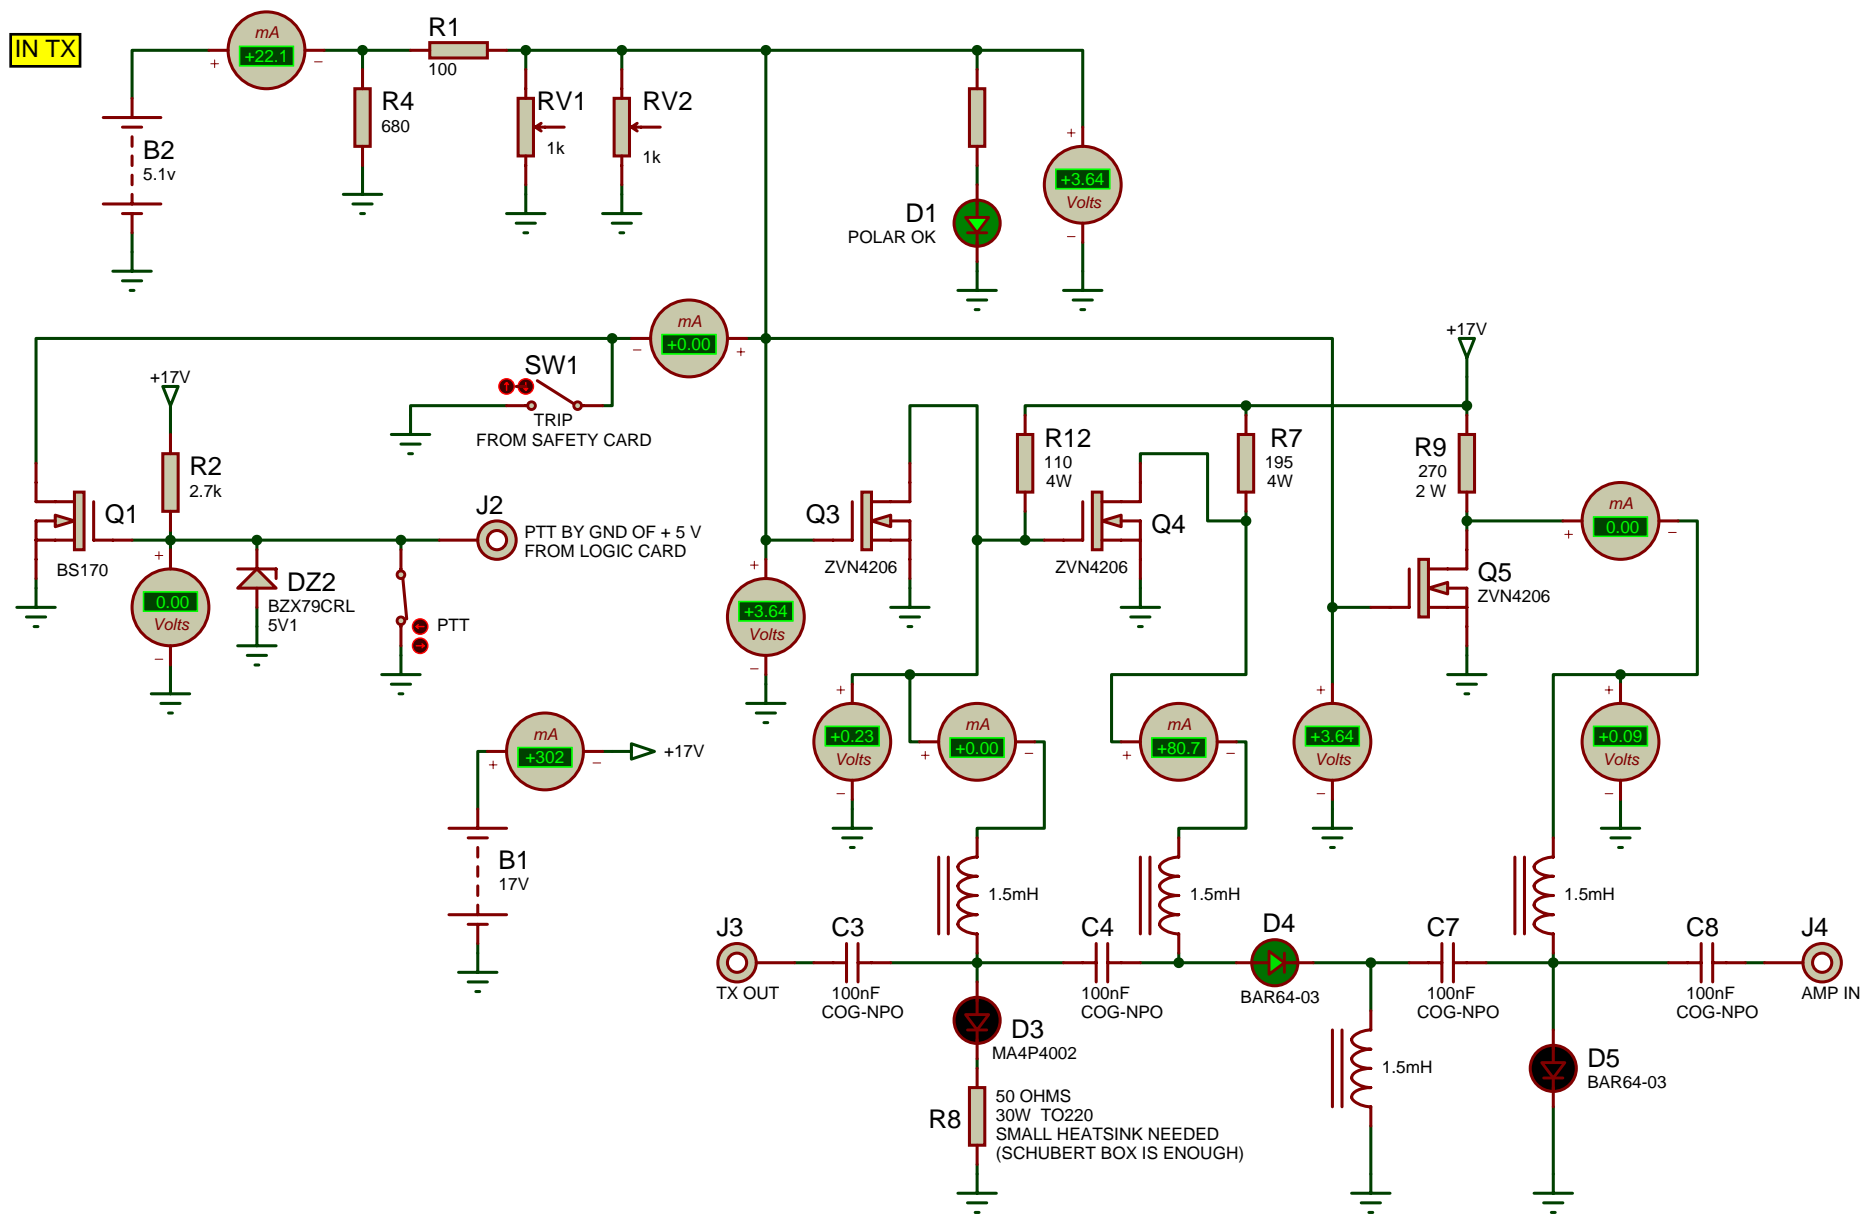 IN TX
mA
+22.1
+
−
R1
100
R4
680
RV1
1k
RV2
1k
B2
5.1v
D1
POLAR OK
+
+3.64
Volts
−
mA
+0.00
−
+
SW1
TRIP
FROM SAFETY CARD
+17V
R2
2.7k
Q1
BS170
J2
PTT BY GND OF + 5 V
FROM LOGIC CARD
+
0.00
Volts
−
DZ2
BZX79CRL
5V1
PTT
+
+3.64
Volts
−
Q3
ZVN4206
R12
110
4W
Q4
ZVN4206
R7
195
4W
+17V
R9
270
2 W
mA
0.00
+
−
Q5
ZVN4206
mA
+302
+
−
+17V
B1
17V
+
+0.23
Volts
−
mA
+0.00
+
−
mA
+80.7
+
−
+
+3.64
Volts
−
+
+0.09
Volts
−
1.5mH
1.5mH
1.5mH
J3
TX OUT
C3
100nF
COG-NPO
C4
100nF
COG-NPO
D4
BAR64-03
C7
100nF
COG-NPO
C8
100nF
COG-NPO
J4
AMP IN
D3
MA4P4002
1.5mH
D5
BAR64-03
R8
50 OHMS
30W TO220
SMALL HEATSINK NEEDED
(SCHUBERT BOX IS ENOUGH)